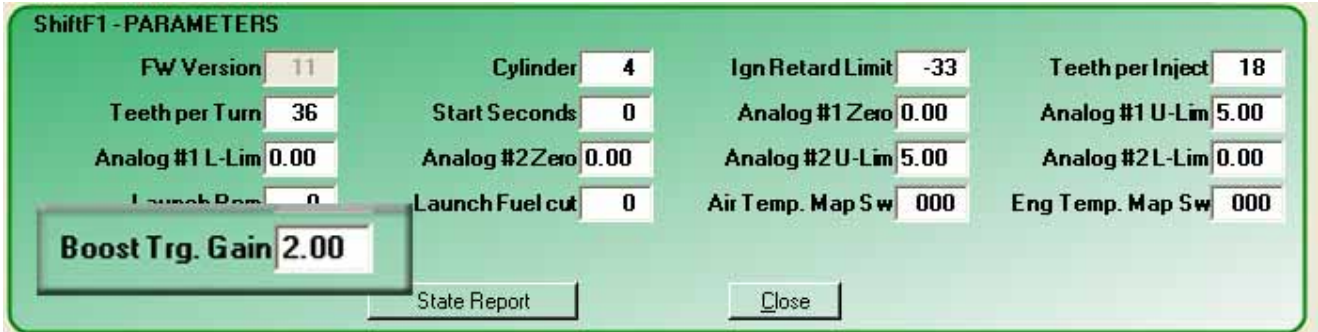 ShiftF1 - PARAMETERS
FW Version 11 Cylinder 4 Ign Retard Limit -33 Teeth per Inject 18
Teeth per Turn 36 Start Seconds 0 Analog #1 Zero 0.00 Analog #1 U-Lim 5.00
Analog #1 L-Lim 0.00 Analog #2 Zero 0.00 Analog #2 U-Lim 5.00 Analog #2 L-Lim 0.00
Launch Rpm 0 Launch Fuel cut 0 Air Temp. Map Sw 000 Eng Temp. Map Sw 000
Boost Trg. Gain 2.00
State Report Close